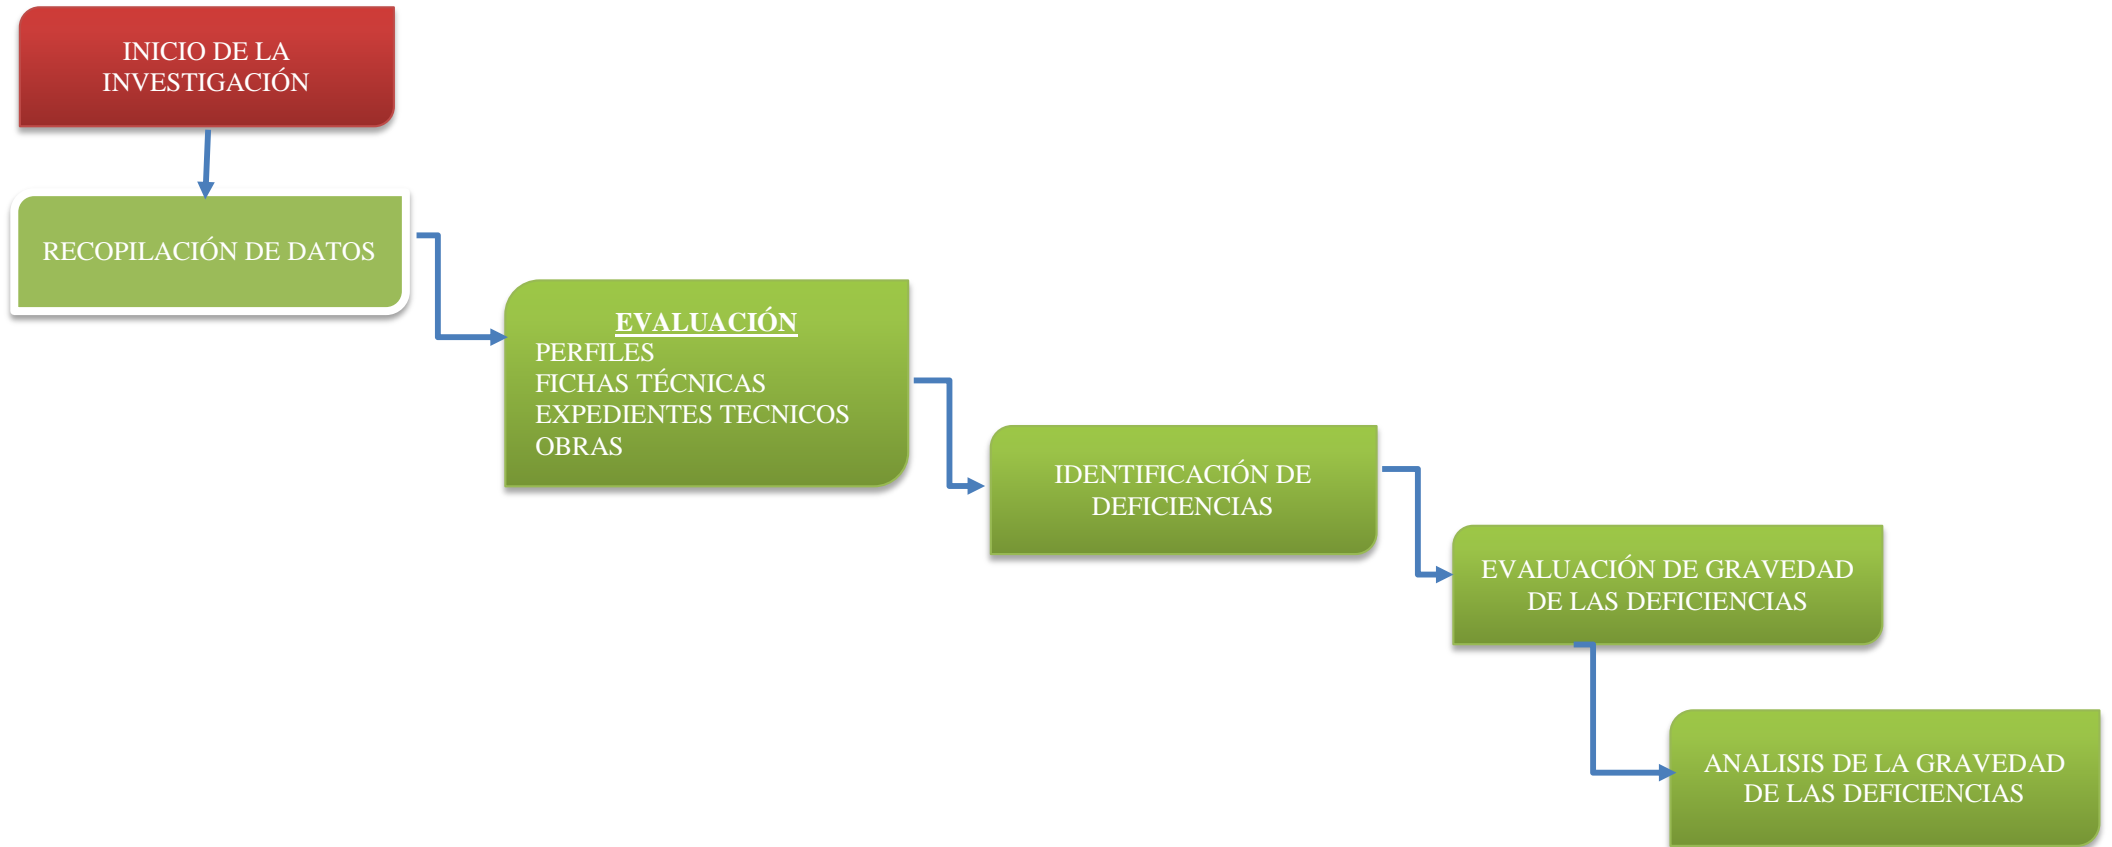 INICIO DE LA
INVESTIGACIÓN
RECOPILACIÓN DE DATOS
EVALUACIÓN
PERFILES
FICHAS TÉCNICAS
EXPEDIENTES TECNICOS
OBRAS
IDENTIFICACIÓN DE
DEFICIENCIAS
EVALUACIÓN DE GRAVEDAD
DE LAS DEFICIENCIAS
ANALISIS DE LA GRAVEDAD
DE LAS DEFICIENCIAS